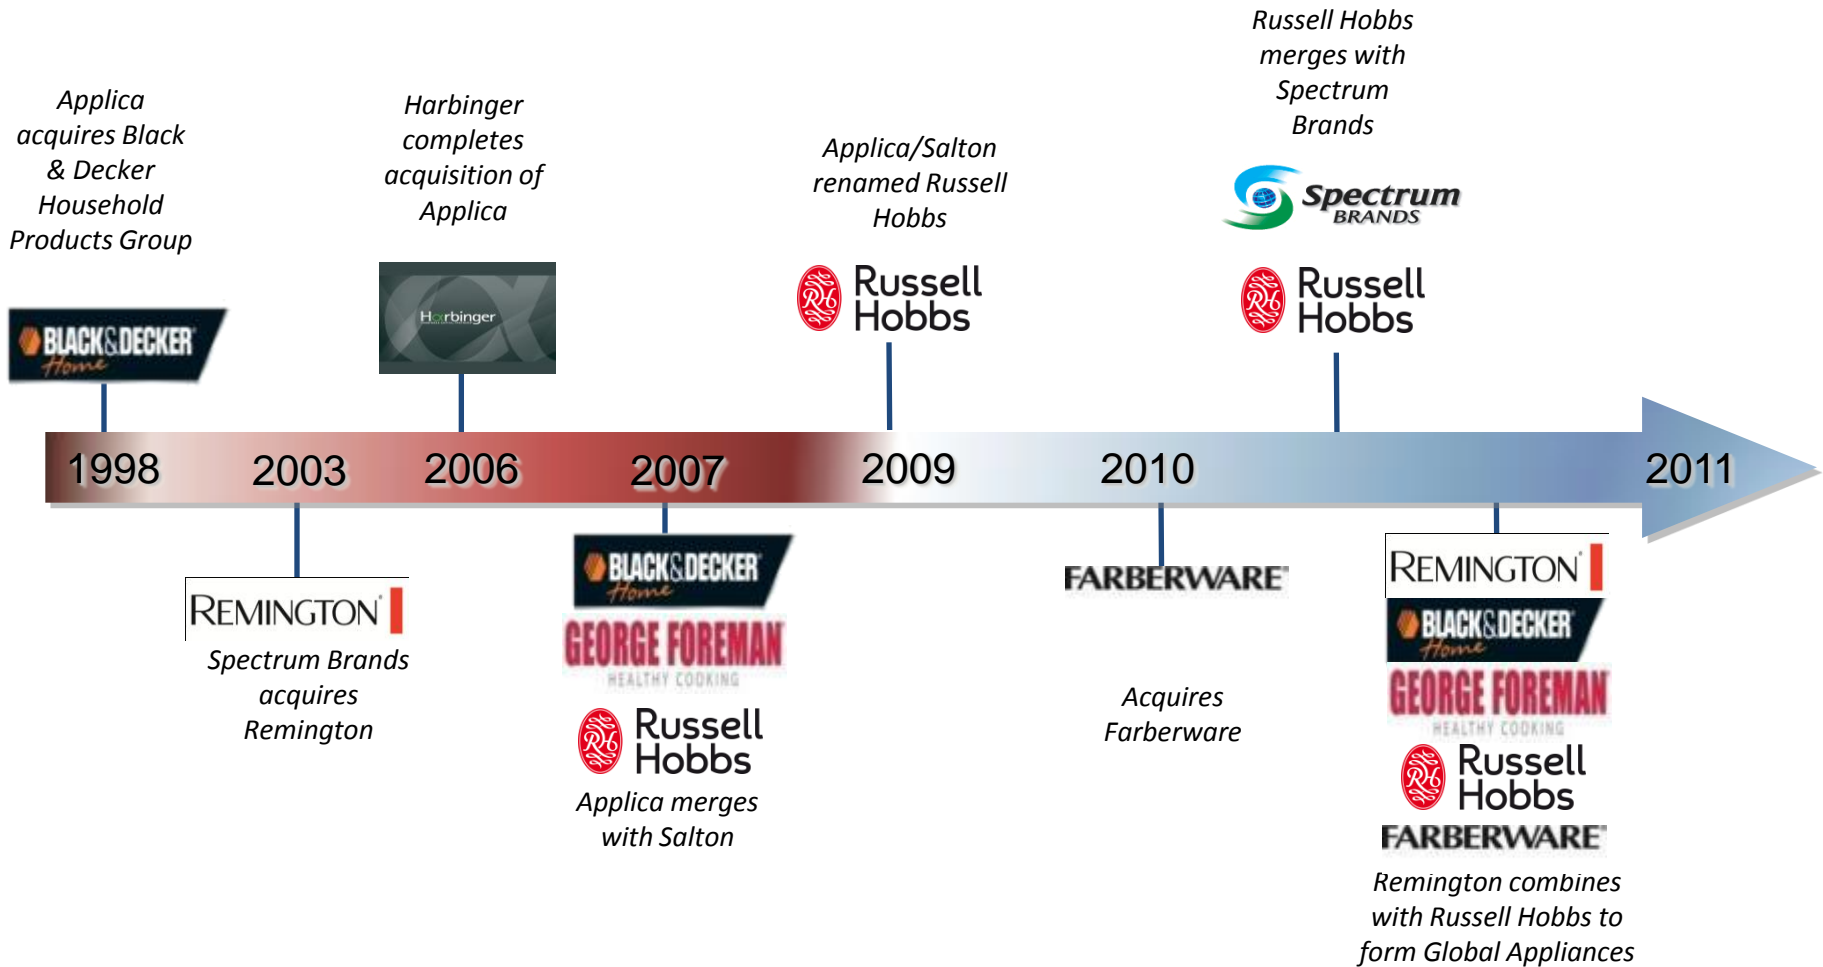 Applica
acquires Black
& Decker
Household
Products Group
BLACK&DECKER®
Home
Harbinger
completes
acquisition of
Applica
Harbinger
Applica/Salton
renamed Russell
Hobbs
RH
Russell
Hobbs
Russell Hobbs
merges with
Spectrum
Brands
Spectrum
BRANDS
RH
Russell
Hobbs
1998
2003
2006
2007
2009
2010
2011
REMINGTON®
Spectrum Brands
acquires
Remington
BLACK&DECKER®
Home
GEORGE FOREMAN
HEALTHY COOKING
RH
Russell
Hobbs
Applica merges
with Salton
FARBERWARE®
Acquires
Farberware
REMINGTON®
BLACK&DECKER®
Home
GEORGE FOREMAN
HEALTHY COOKING
RH
Russell
Hobbs
FARBERWARE®
Remington combines
with Russell Hobbs to
form Global Appliances